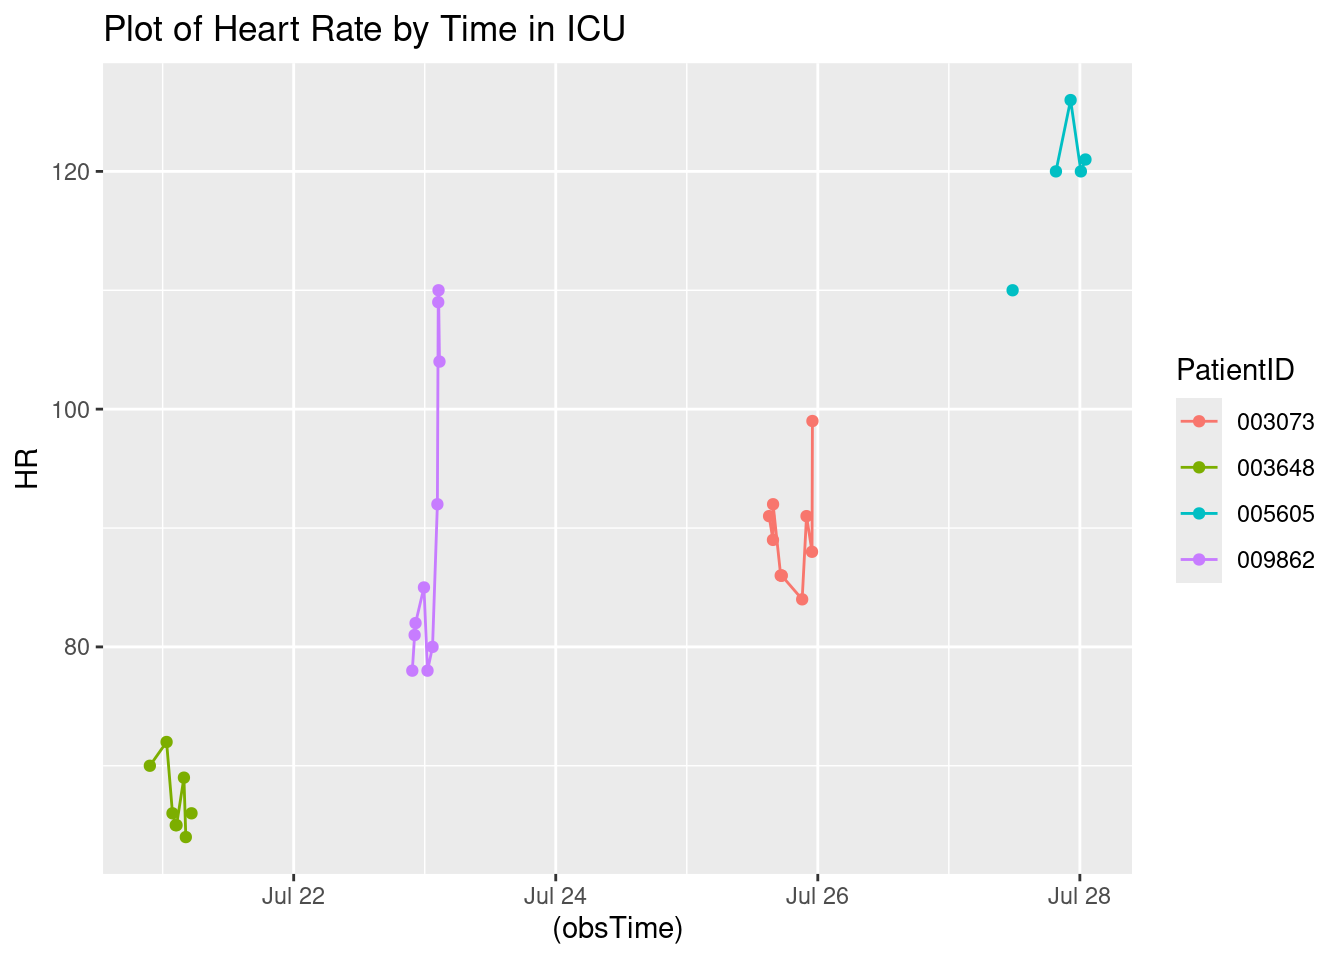 Plot of Heart Rate by Time in ICU
120
100
80
HR
Jul 22
Jul 24
Jul 26
Jul 28
(obsTime)
PatientID
003073
003648
005605
009862